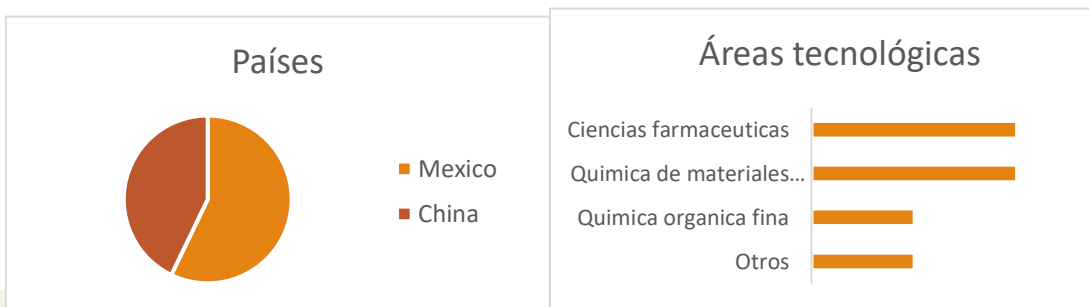 Países
Mexico
China
Áreas tecnológicas
Ciencias farmaceuticas
Quimica de materiales...
Quimica organica fina
Otros